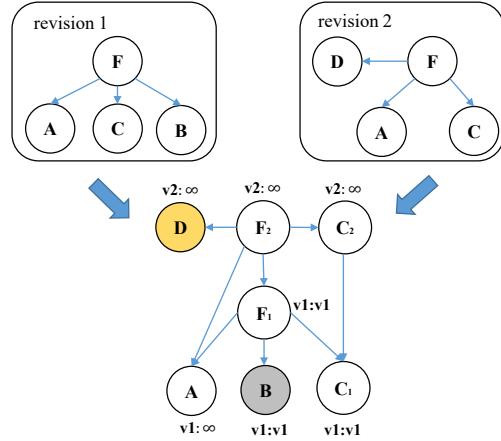 revision 1
F
A C B
revision 2
D F
A C
v2: ∞ v2: ∞ v2: ∞
D F₂ C₂
F₁ v1:v1
A B C₁
v1: ∞ v1:v1 v1:v1